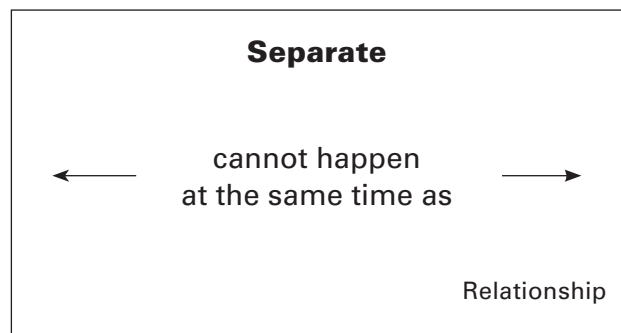 Separate
cannot happen
at the same time as
Relationship